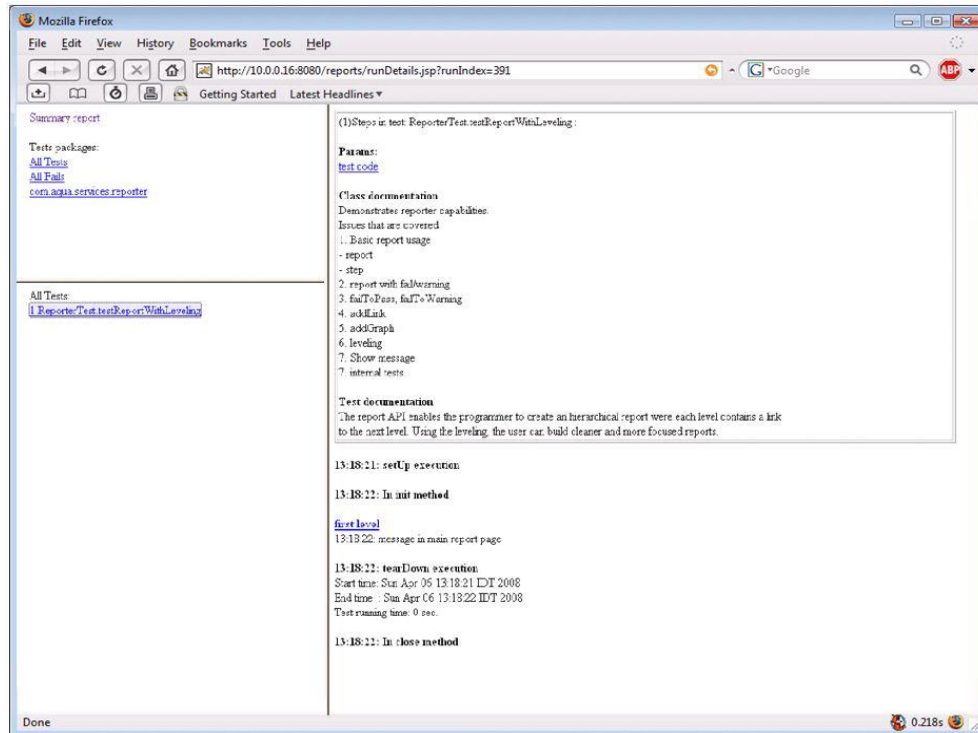 Mozilla Firefox
File Edit View History Bookmarks Tools Help
http://10.0.0.16:8080/reports/runDetails.jsp?runIndex=391
Google
ABP
Getting Started Latest Headlines
Summary report
Tests packages:
All Tests
All Fails
com.aqua.services.reporter
All Tests:
1.ReporterTest.testReportWithLeveling
(1)Steps in test: ReporterTest.testReportWithLeveling :
Params:
test code
Class documentation
Demonstrates reporter capabilities.
Issues that are covered
1. Basic report usage
- report
- step
2. report with fail/warning
3. failToPass, failToWarning
4. addLink
5. addGraph
6. leveling
7. Show message
7. internal tests
Test documentation
The report API enables the programmer to create an hierarchical report were each level contains a link
to the next level. Using the leveling, the user can build cleaner and more focused reports.
13:18:21: setUp execution
13:18:22: In init method
first level
13:18:22: message in main report page
13:18:22: tearDown execution
Start time: Sun Apr 06 13:18:21 IDT 2008
End time : Sun Apr 06 13:18:22 IDT 2008
Test running time: 0 sec.
13:18:22: In close method
Done
0.218s